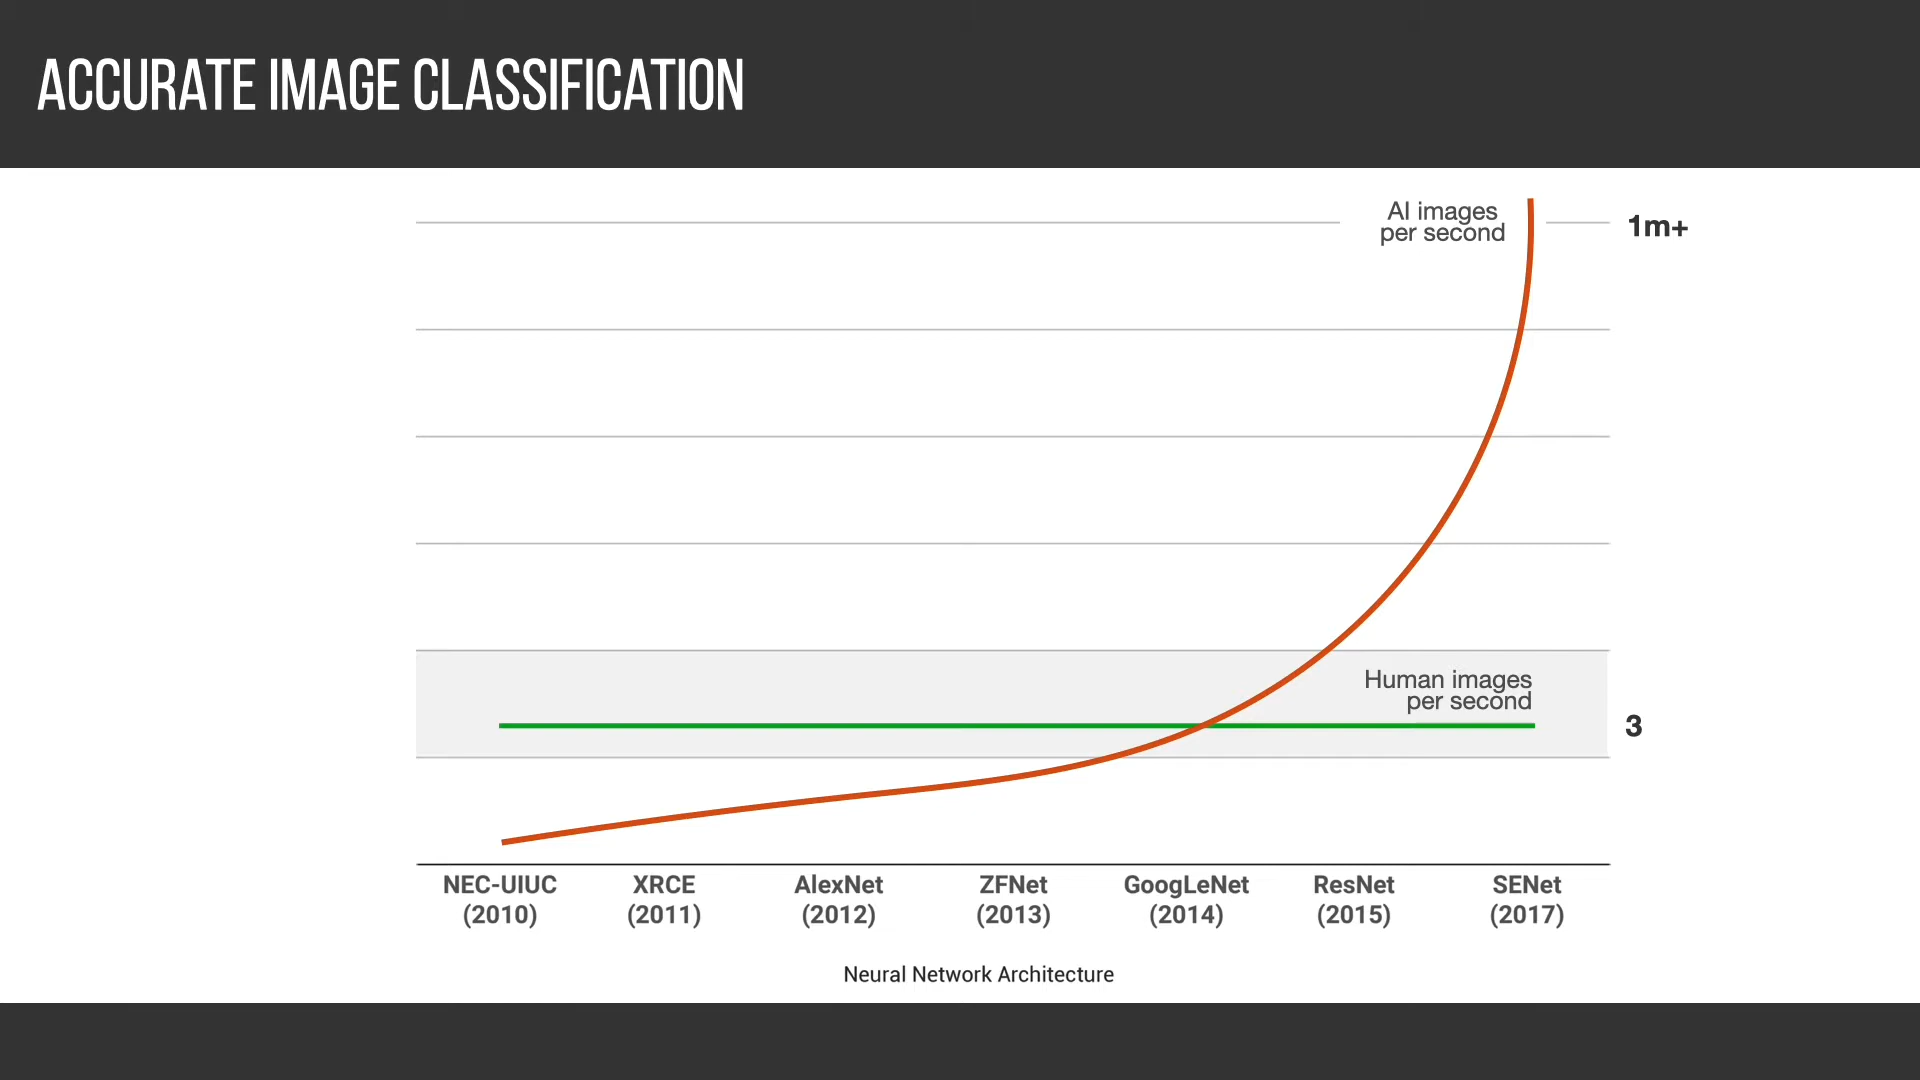 ACCURATE IMAGE CLASSIFICATION
AI images
per second
1m+
Human images
per second
3
NEC-UIUC
(2010)
XRCE
(2011)
AlexNet
(2012)
ZFNet
(2013)
GoogLeNet
(2014)
ResNet
(2015)
SENet
(2017)
Neural Network Architecture